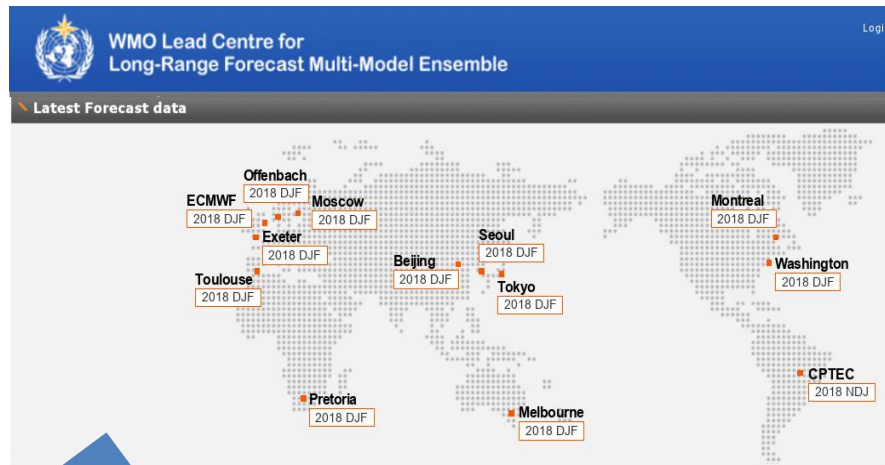 Logi
WMO Lead Centre for
Long-Range Forecast Multi-Model Ensemble
Latest Forecast data
Offenbach
2018 DJF
ECMWF
2018 DJF
Moscow
2018 DJF
Exeter
2018 DJF
Toulouse
2018 DJF
Beijing
2018 DJF
Seoul
2018 DJF
Tokyo
2018 DJF
Montreal
2018 DJF
Washington
2018 DJF
CPTEC
2018 NDJ
Pretoria
2018 DJF
Melbourne
2018 DJF